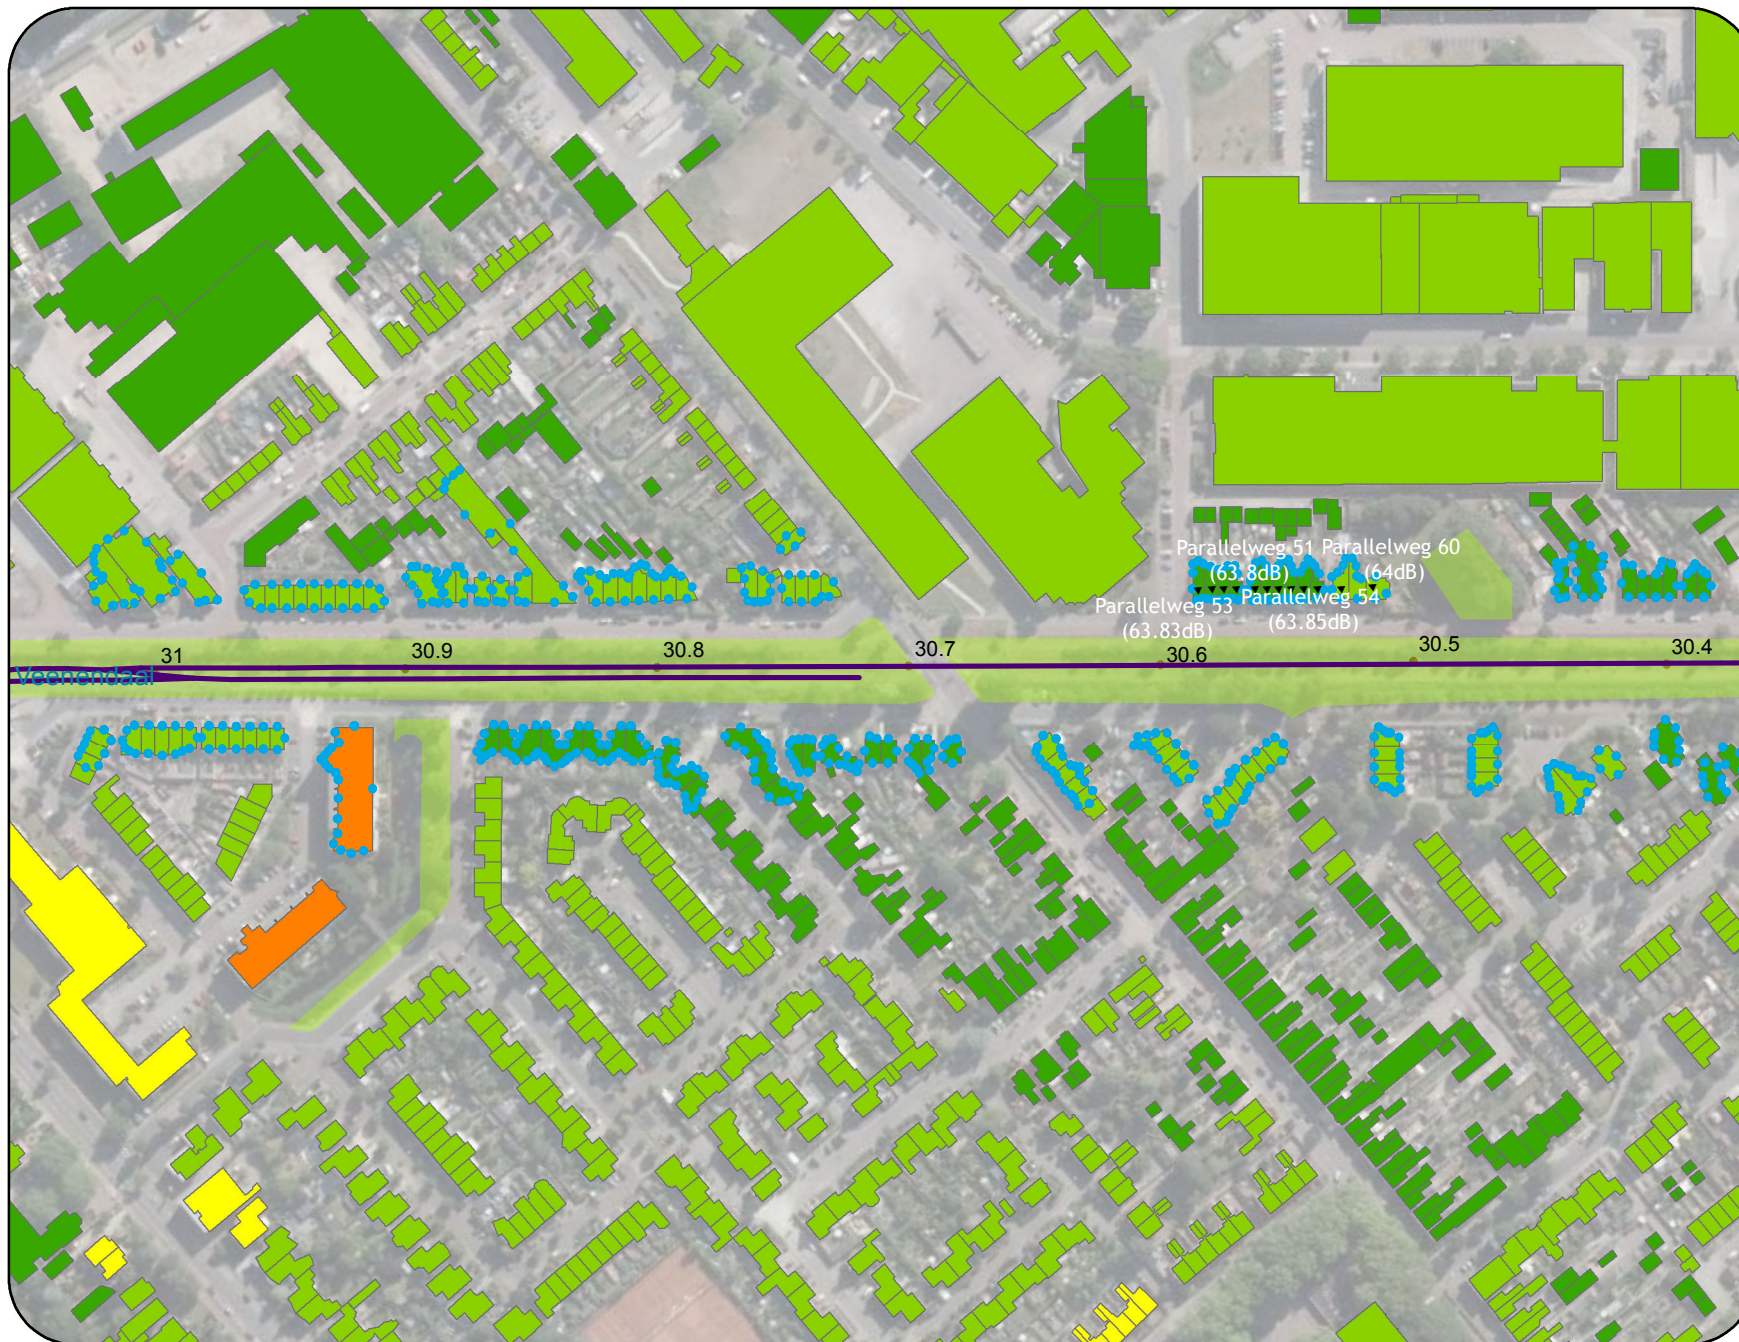 Parallelweg 51
(63.8dB)
Parallelweg 60
(64dB)
Parallelweg 53
(63.83dB)
Parallelweg 54
(63.85dB)
31
30.9
30.8
30.7
30.6
30.5
30.4
Veenendaal